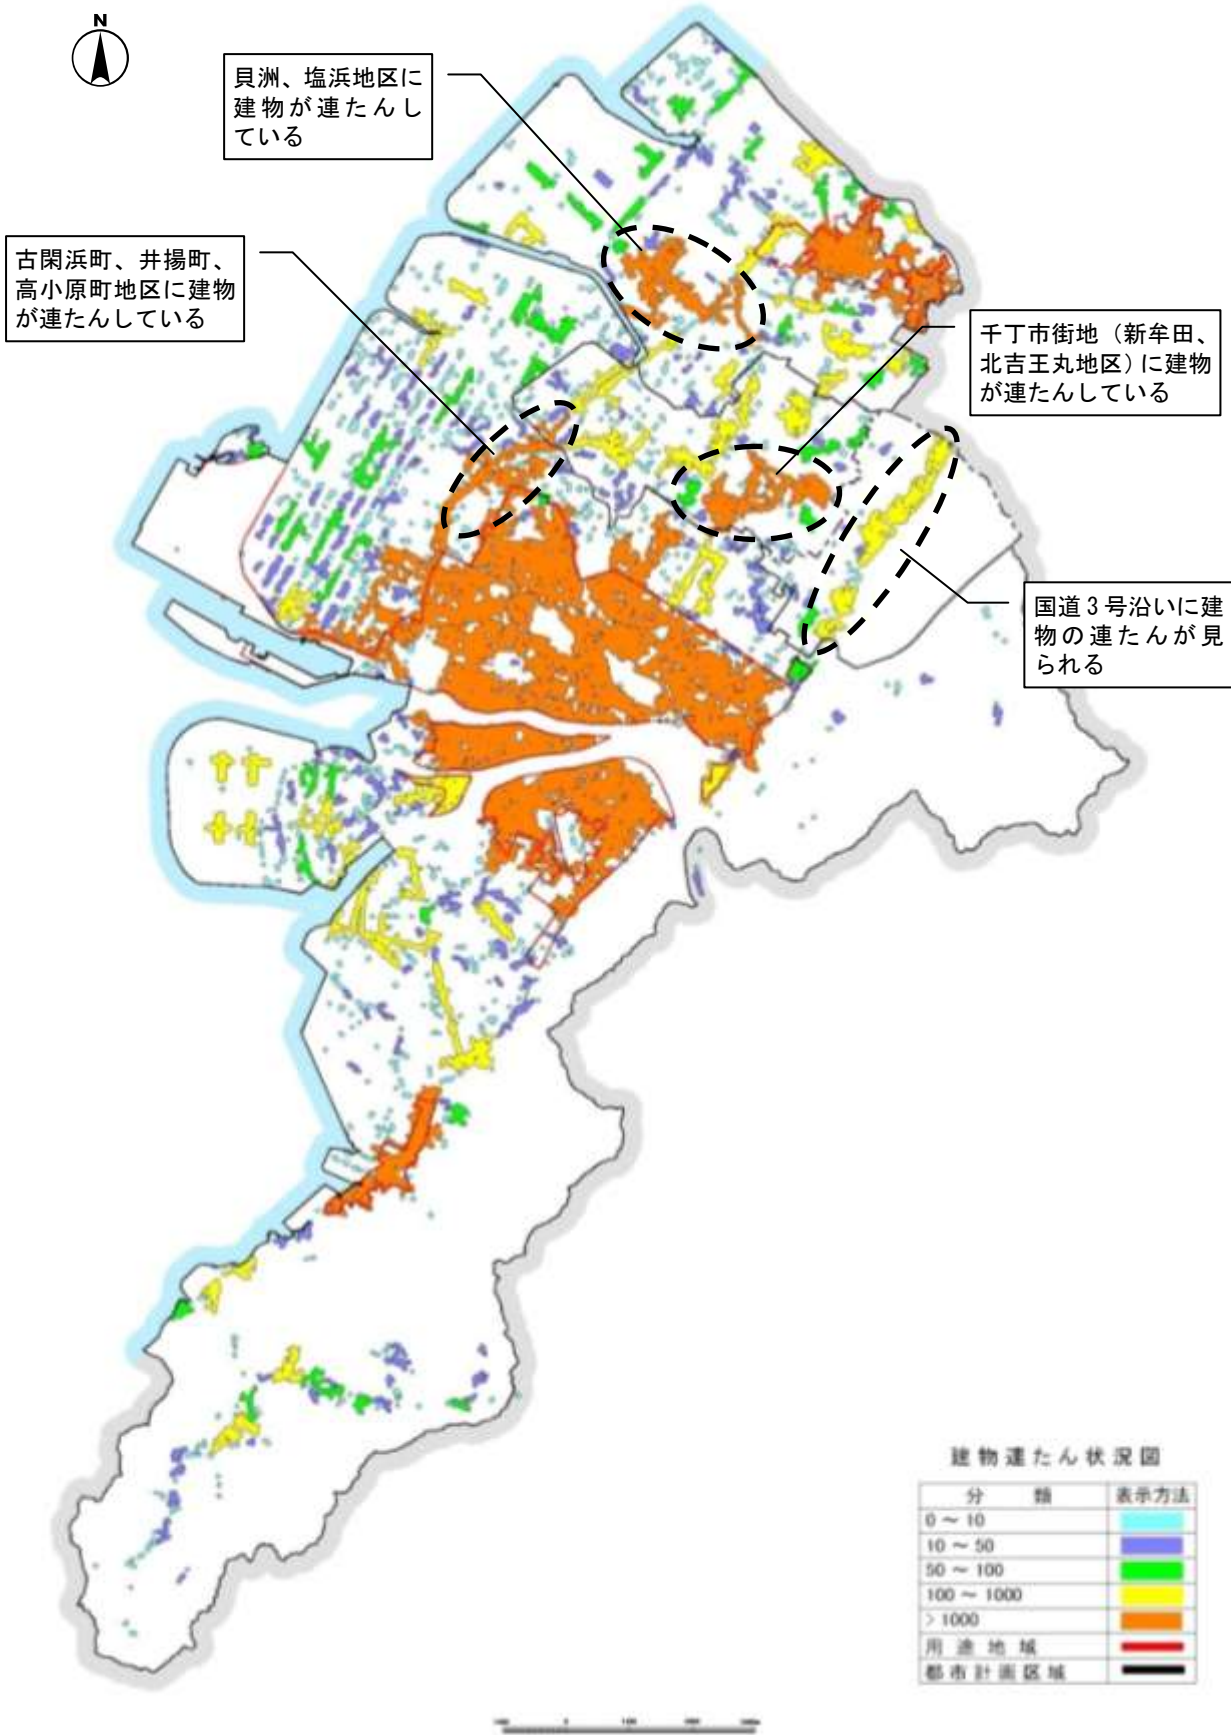 N
貝洲、塩浜地区に
建物が連たんし
ている
古閑浜町、井揚町、
高小原町地区に建物
が連たんしている
千丁市街地（新牟田、
北吉王丸地区）に建物
が連たんしている
国道３号沿いに建
物の連たんが見
られる
建物連たん状況図
分　類　表示方法
0 ～ 10
10 ～ 50
50 ～ 100
100 ～ 1000
> 1000
用途地域
都市計画区域